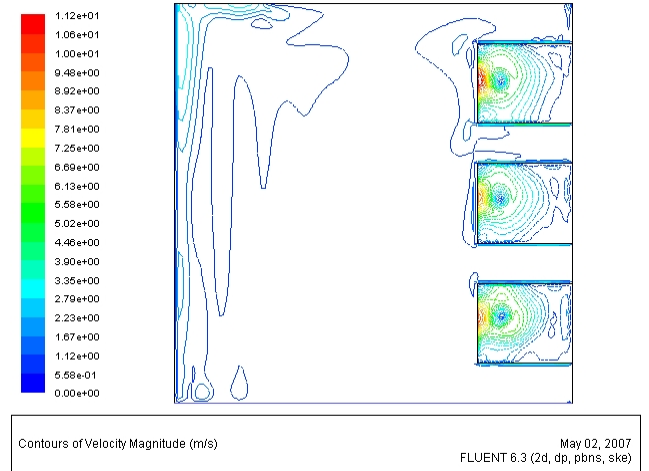 1.12e+01
1.06e+01
1.00e+01
9.48e+00
8.92e+00
8.37e+00
7.81e+00
7.25e+00
6.69e+00
6.13e+00
5.58e+00
5.02e+00
4.46e+00
3.90e+00
3.35e+00
2.79e+00
2.23e+00
1.67e+00
1.12e+00
5.58e-01
0.00e+00
Contours of Velocity Magnitude (m/s)
May 02, 2007
FLUENT 6.3 (2d, dp, pbns, ske)